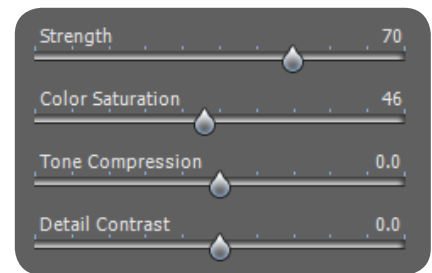 Strength 70
Color Saturation 46
Tone Compression 0.0
Detail Contrast 0.0